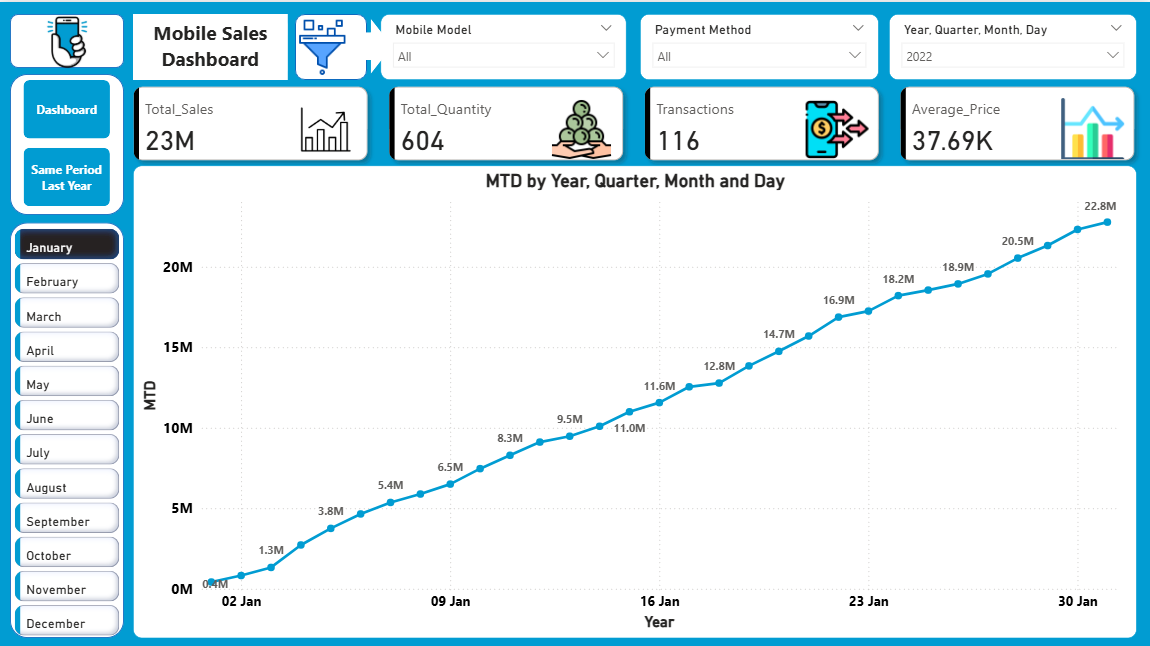 Mobile Sales
Dashboard
Mobile Model
All
Payment Method
All
Year, Quarter, Month, Day
2022
Dashboard
Same Period
Last Year
Total_Sales
23M
Total_Quantity
604
Transactions
116
Average_Price
37.69K
January
February
March
April
May
June
July
August
September
October
November
December
MTD by Year, Quarter, Month and Day
MTD
20M
15M
10M
5M
0M
0.4M
1.3M
3.8M
5.4M
6.5M
8.3M
9.5M
11.0M
11.6M
12.8M
14.7M
16.9M
18.2M
18.9M
20.5M
22.8M
02 Jan
09 Jan
16 Jan
23 Jan
30 Jan
Year